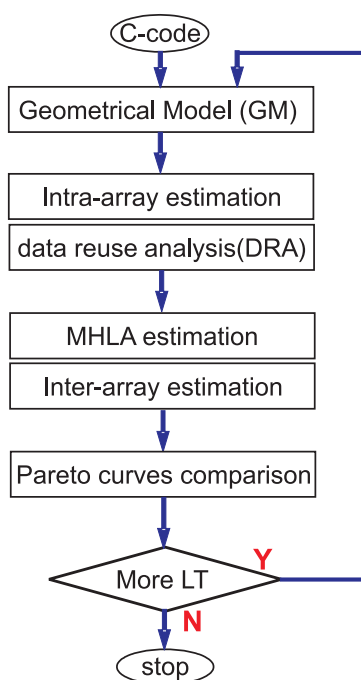 C-code
Geometrical Model (GM)
Intra-array estimation
data reuse analysis(DRA)
MHLA estimation
Inter-array estimation
Pareto curves comparison
More LT
Y
N
stop